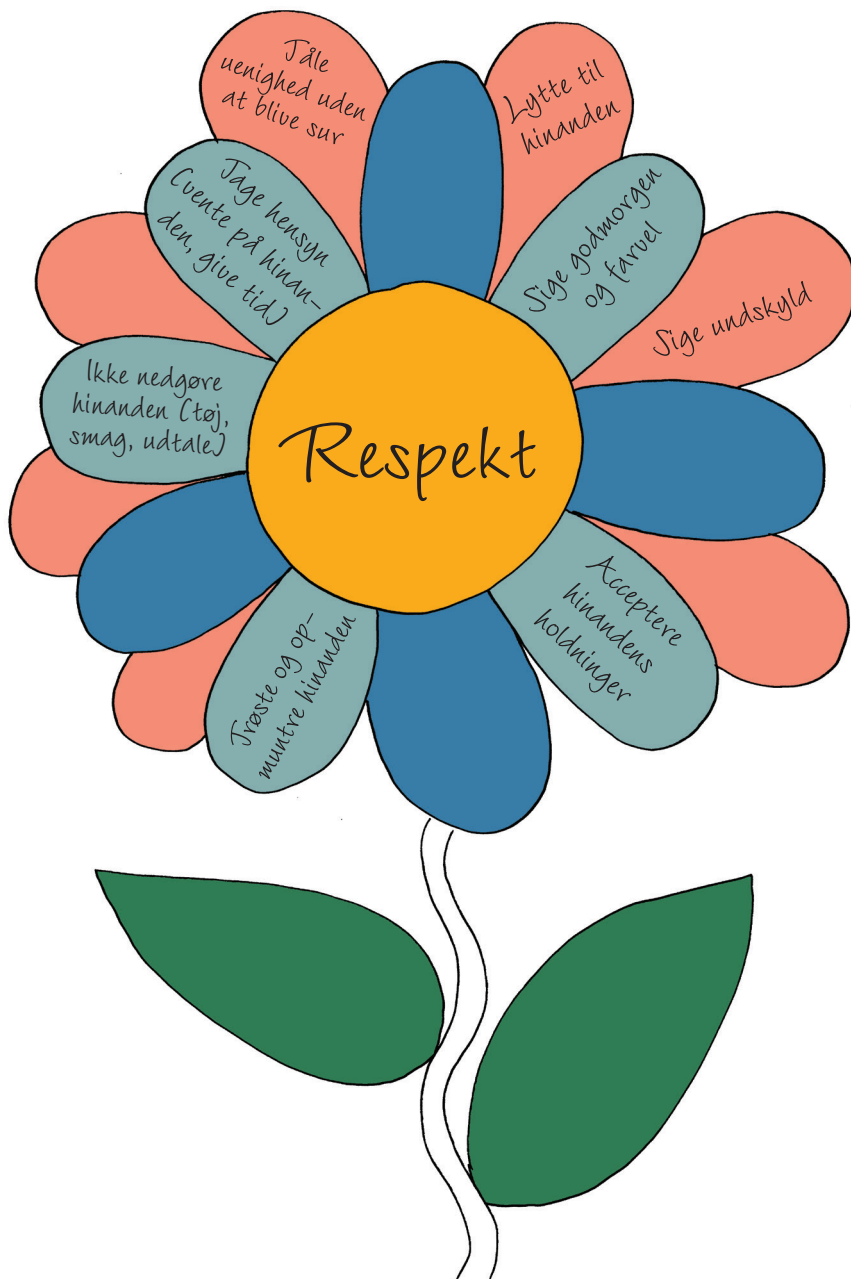 Tåle
uenighed uden
at blive sur
Lytte til
hinanden
Tage hensyn
(vente på hinan-
den, give tid)
Sige godmorgen
og farvel
Sige undskyld
Ikke nedgøre
hinanden (tøj,
smag, udtale)
Respekt
Acceptere
hinandens
holdninger
Trøste og op-
muntre hinanden